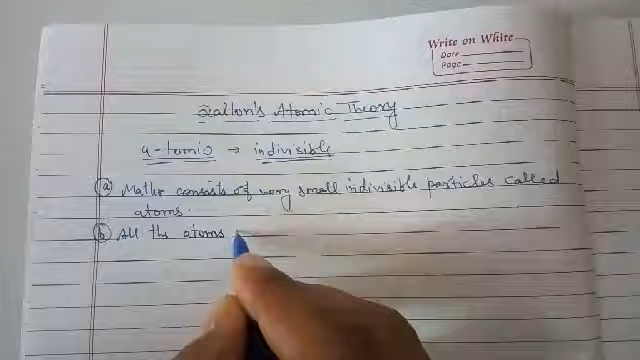 Write on White
Date
Page
Dalton's Atomic Theory
a-tomic → indivisible
(a) Matter consists of very small indivisible particles called
atoms.
(b) All the atoms